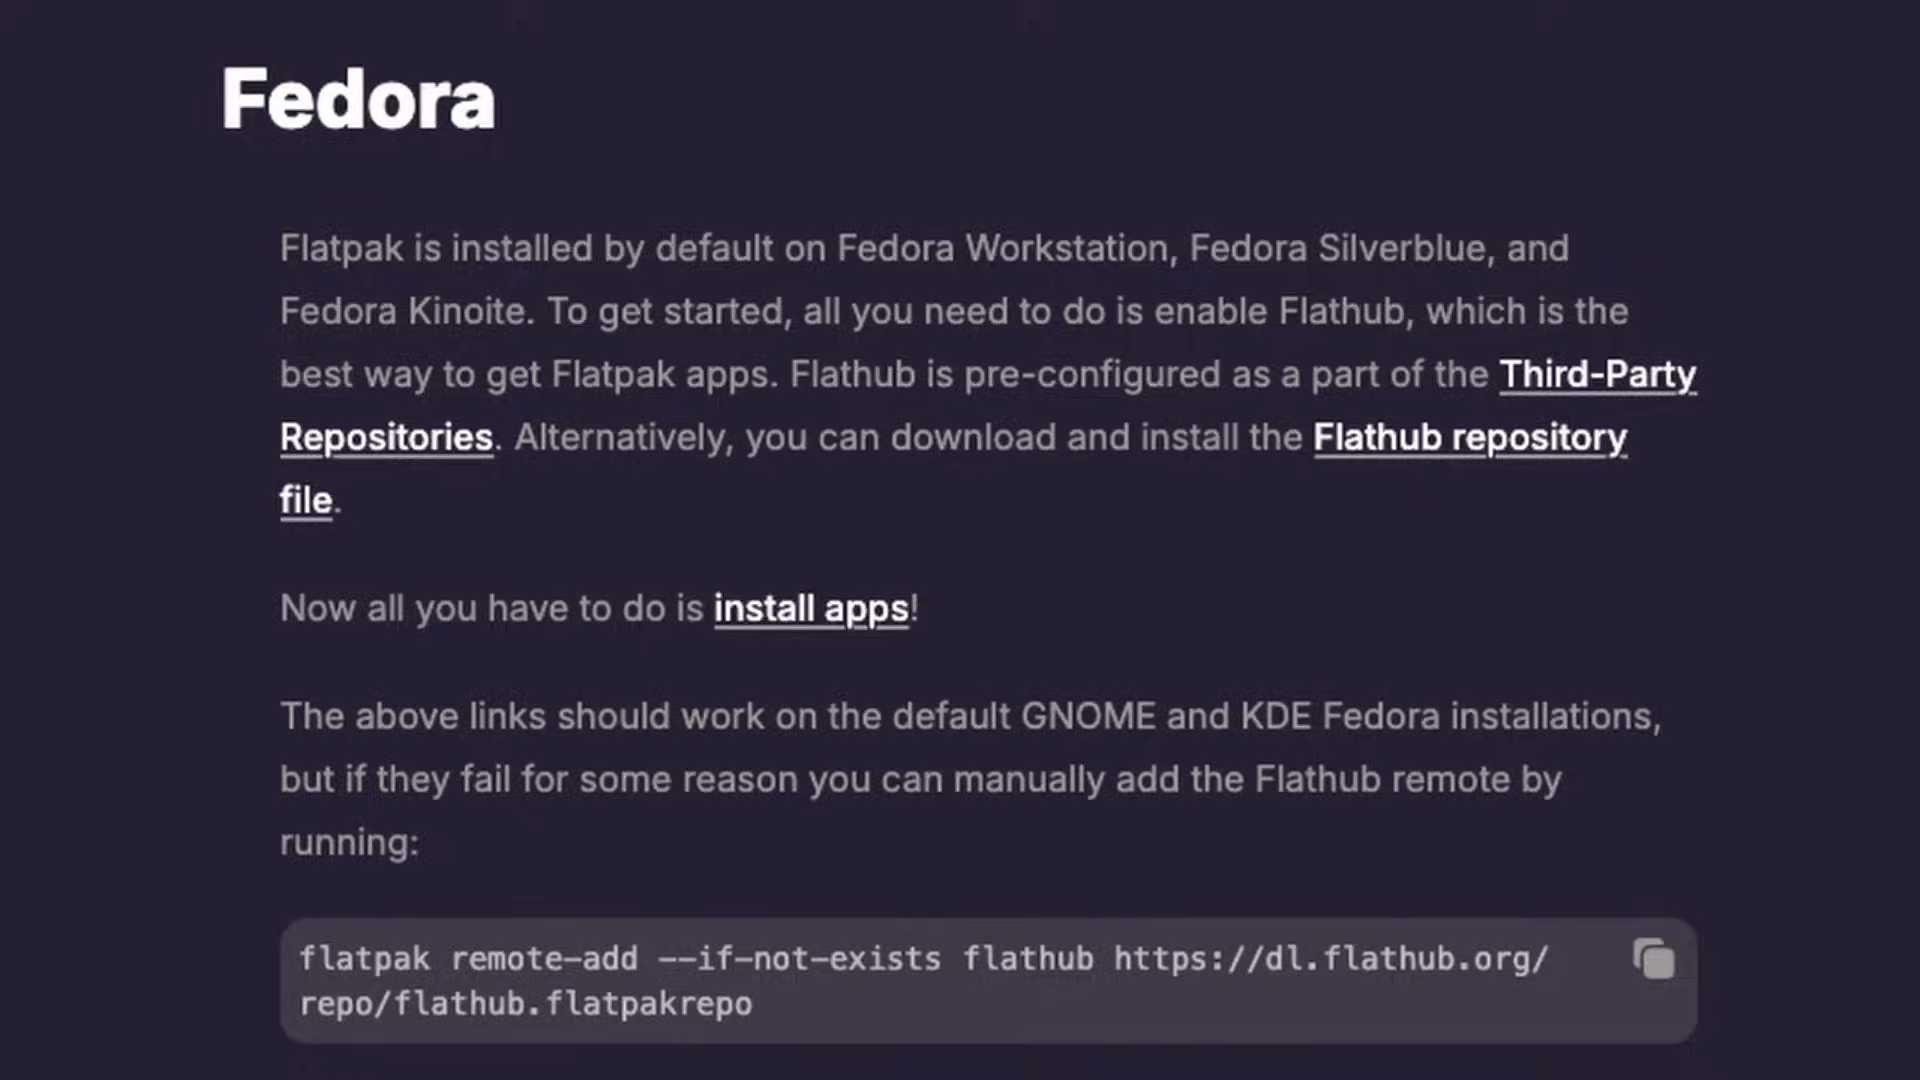 Fedora
Flatpak is installed by default on Fedora Workstation, Fedora Silverblue, and
Fedora Kinoite. To get started, all you need to do is enable Flathub, which is the
best way to get Flatpak apps. Flathub is pre-configured as a part of the Third-Party
Repositories. Alternatively, you can download and install the Flathub repository
file.
Now all you have to do is install apps!
The above links should work on the default GNOME and KDE Fedora installations,
but if they fail for some reason you can manually add the Flathub remote by
running:
flatpak remote-add --if-not-exists flathub https://dl.flathub.org/
repo/flathub.flatpakrepo